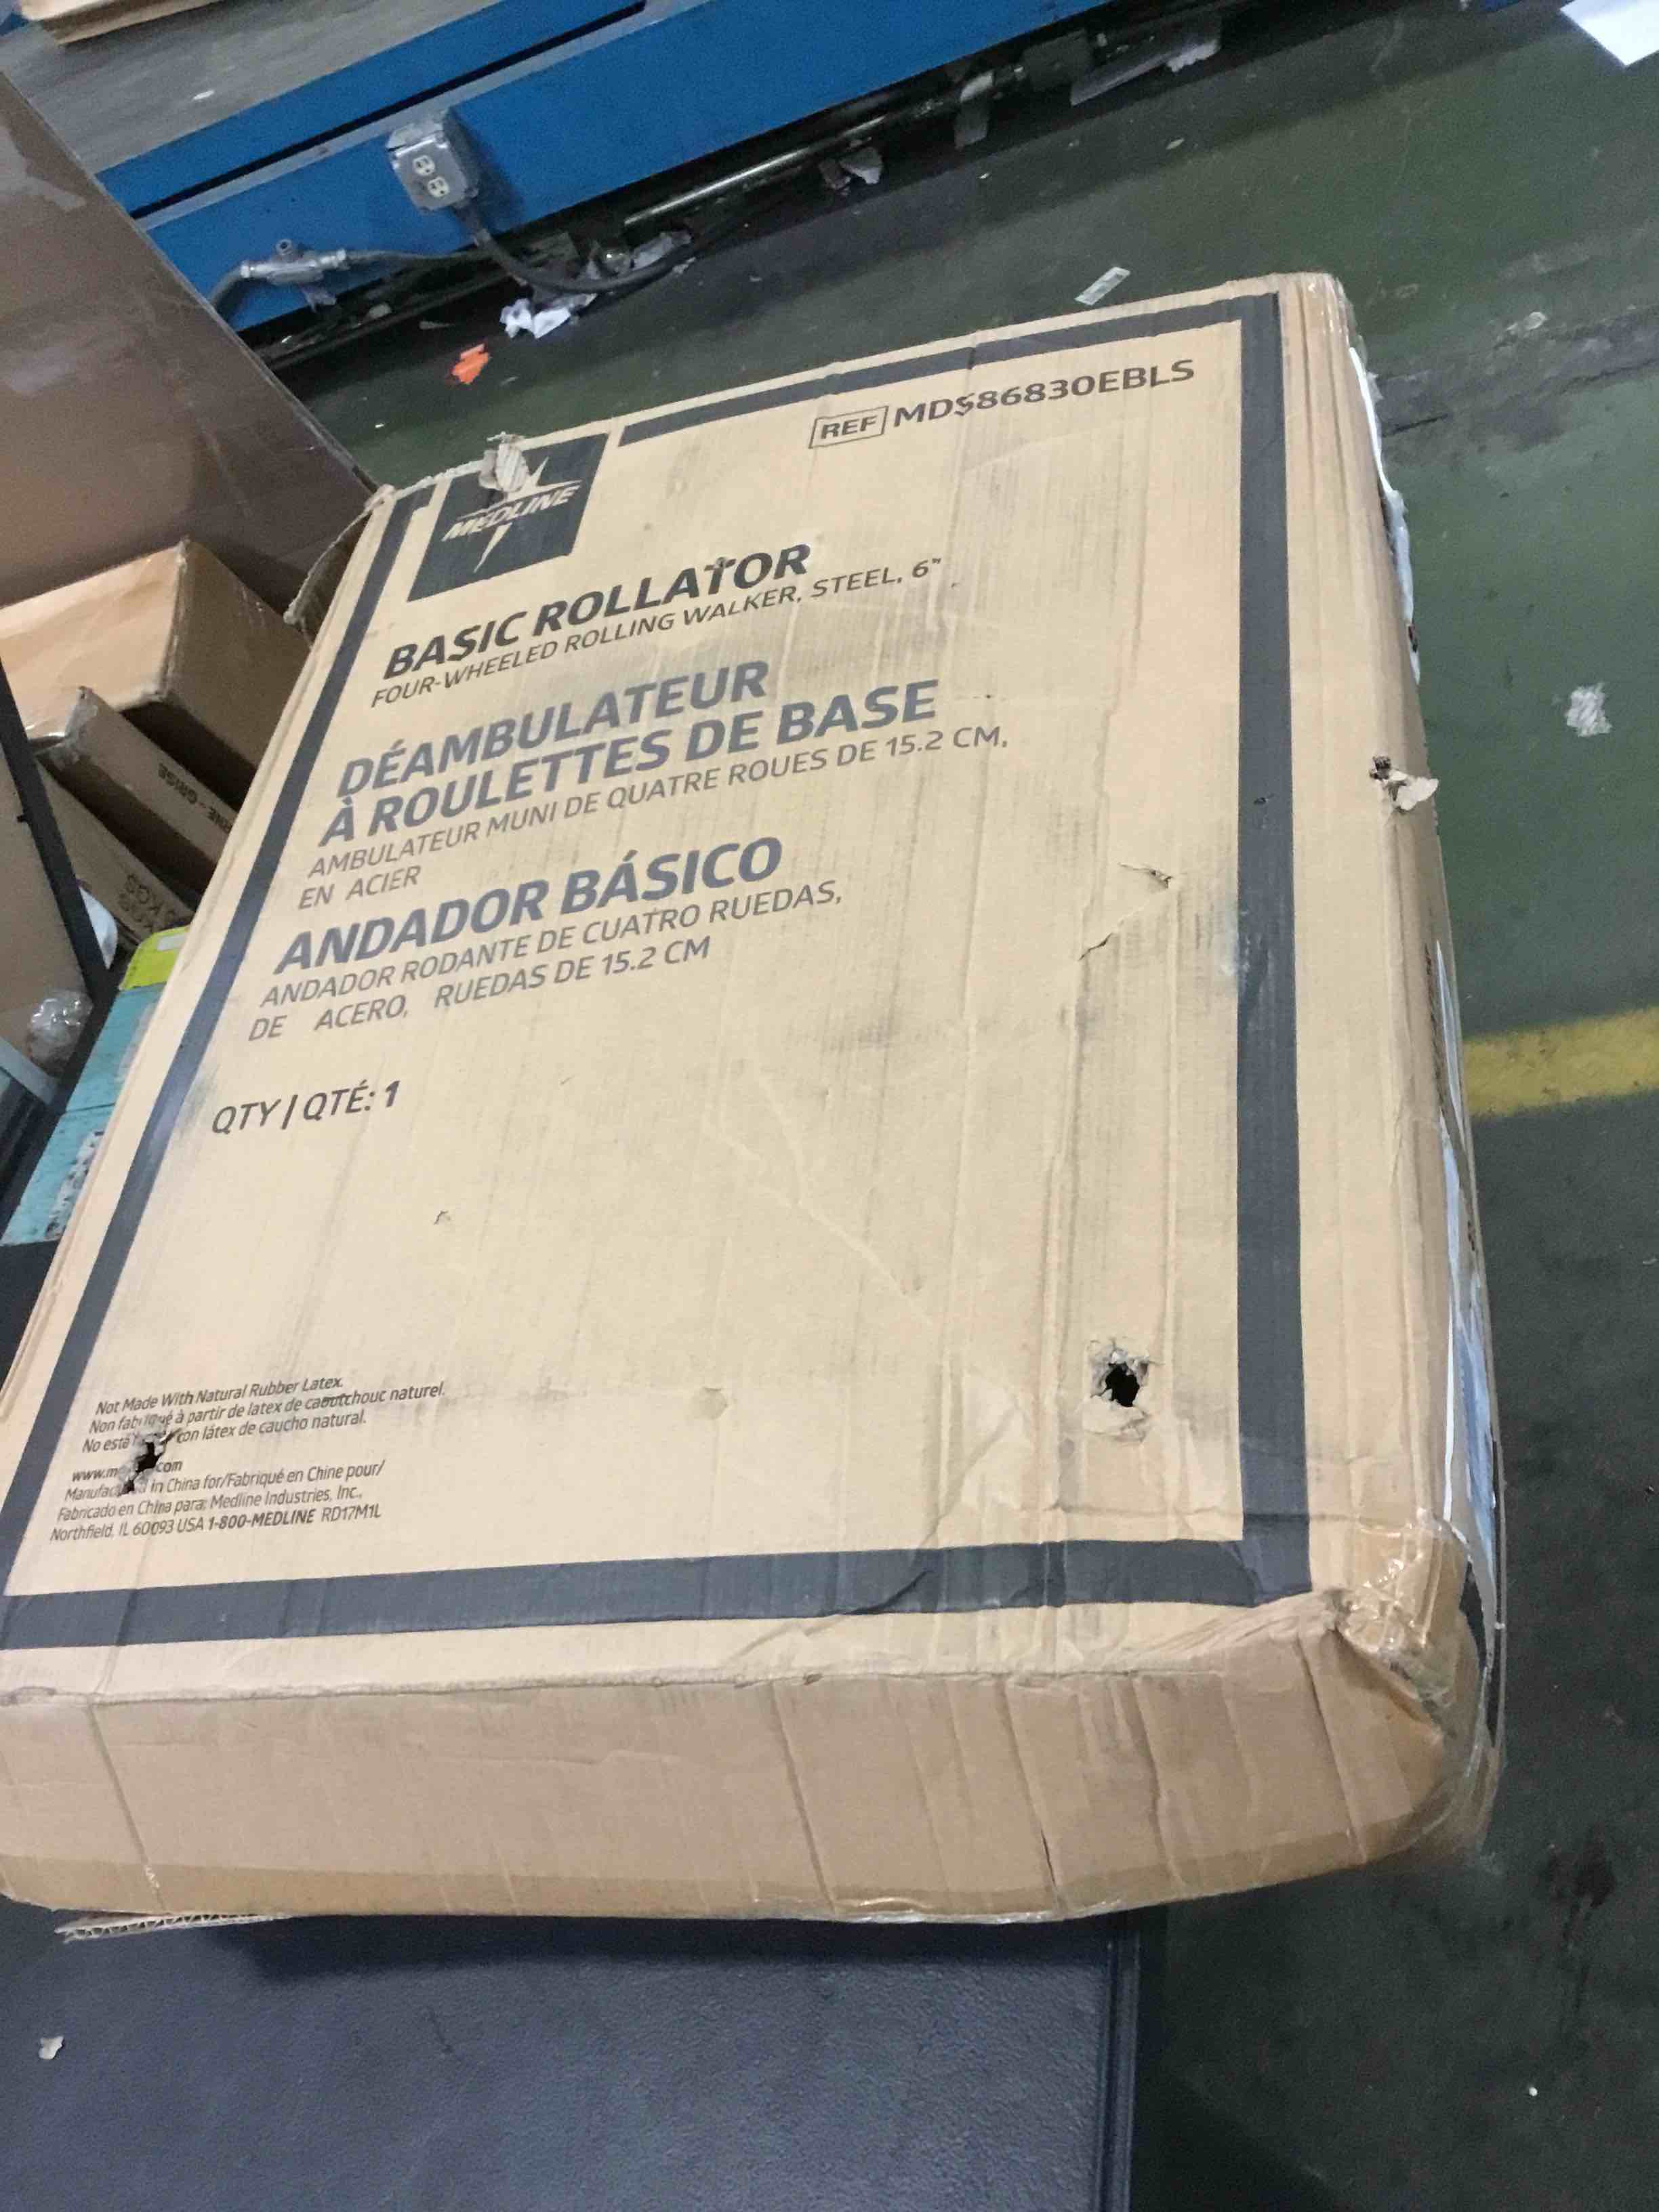 MEDLINE
REF MDS86830EBLS
BASIC ROLLATOR
FOUR-WHEELED ROLLING WALKER, STEEL, 6"
DÉAMBULATEUR
À ROULETTES DE BASE
AMBULATEUR MUNI DE QUATRE ROUES DE 15.2 CM,
EN ACIER
ANDADOR BÁSICO
ANDADOR RODANTE DE CUATRO RUEDAS,
DE ACERO, RUEDAS DE 15.2 CM
QTY | QTÉ: 1
Not Made With Natural Rubber Latex.
Non fabriqué à partir de latex de caoutchouc naturel.
No está con látex de caucho natural.
in China for/Fabriqué en Chine pour/
Fabricado en China para: Medline Industries, Inc.,
Northfield, IL 60093 USA 1-800-MEDLINE RD17M1L
KGS